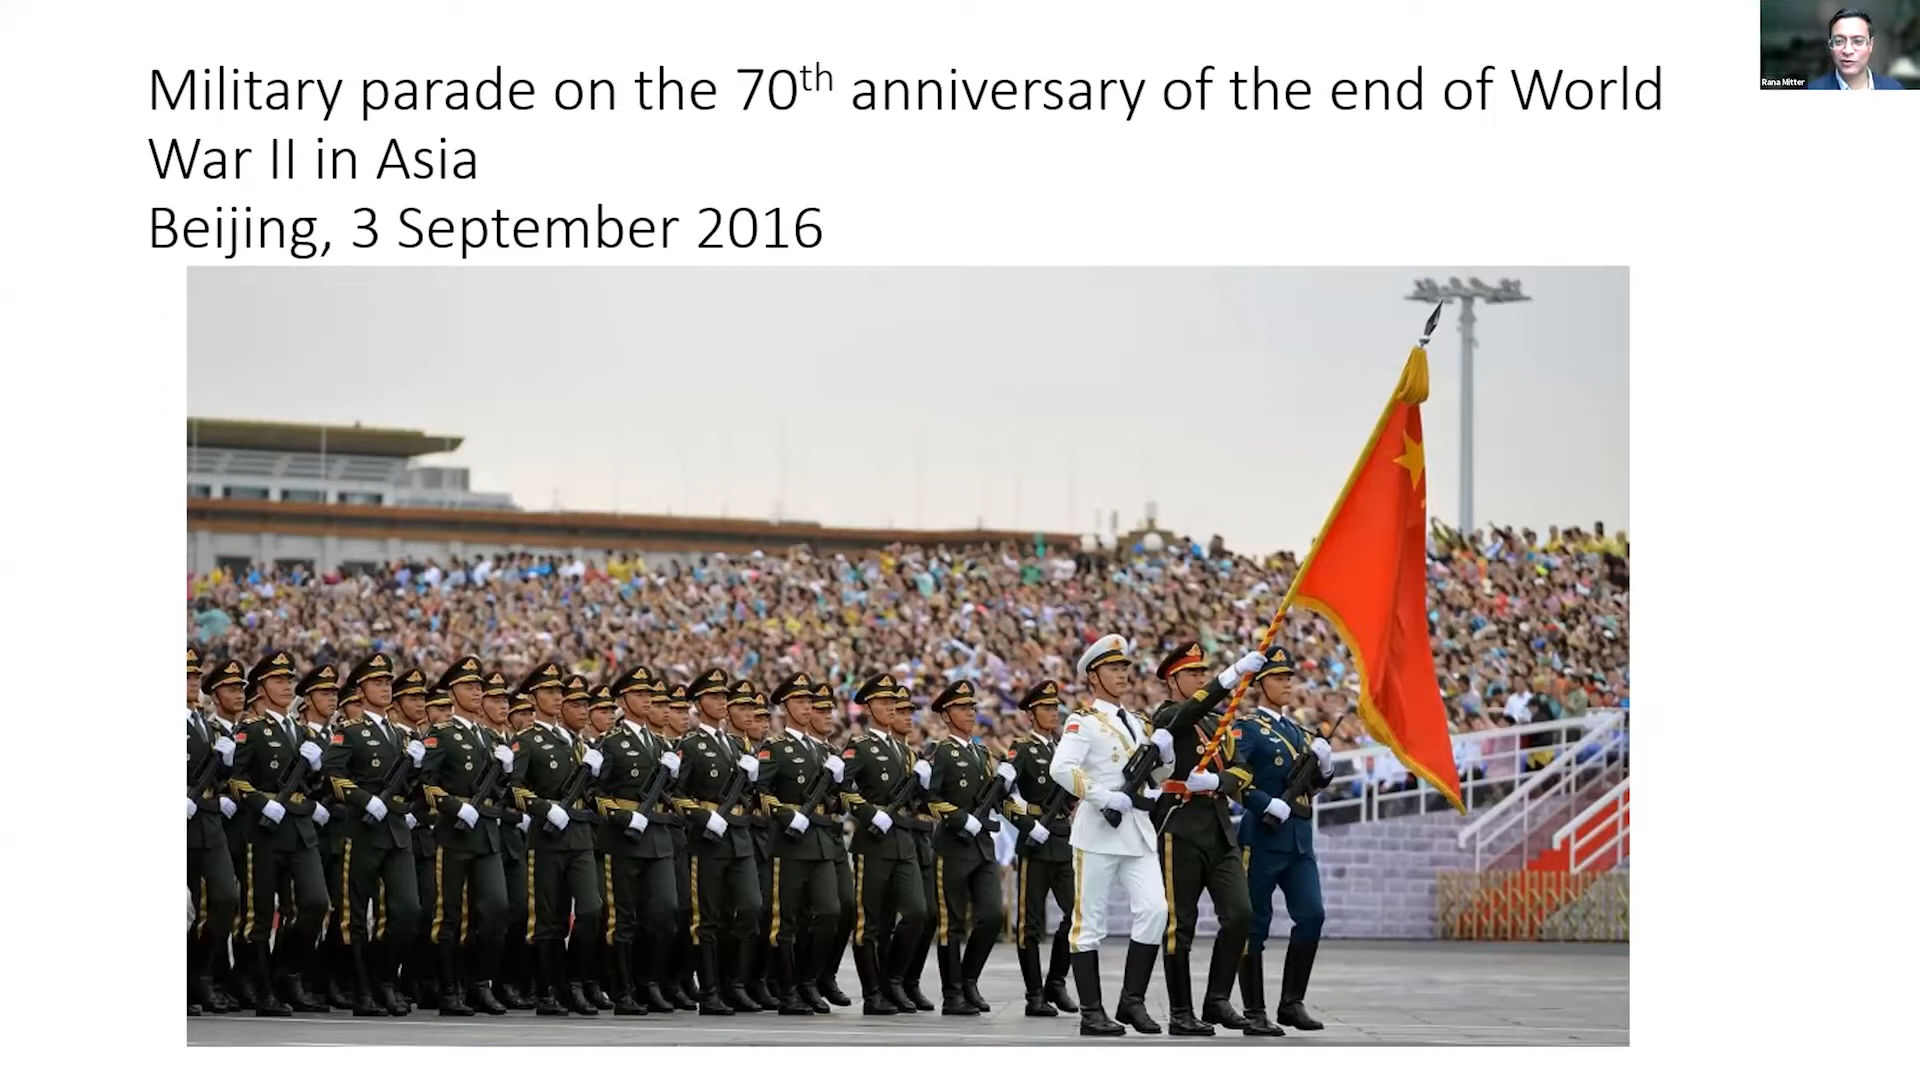 Military parade on the 70th anniversary of the end of World
War II in Asia
Beijing, 3 September 2016
Rana Mitter